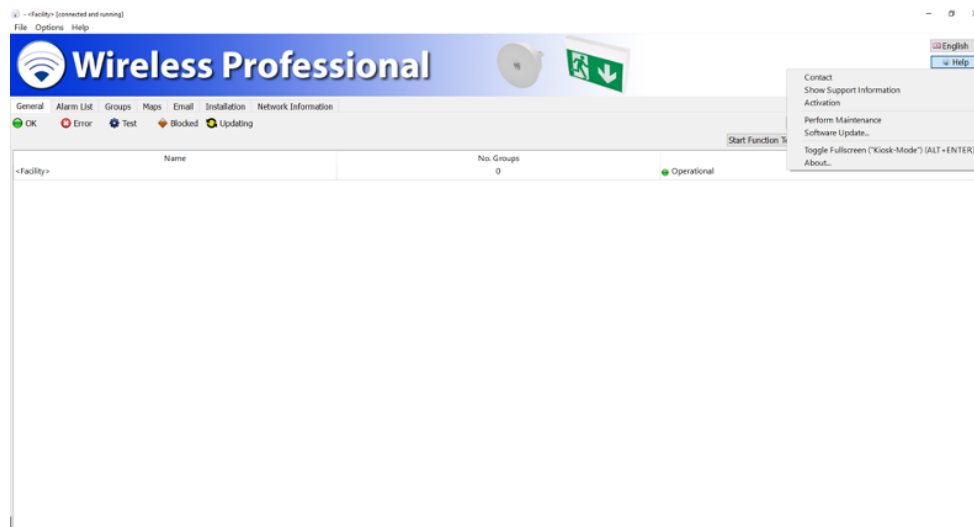 - <Facility> [connected and running]
File Options Help
Wireless Professional
English
Help
Contact
Show Support Information
Activation
Perform Maintenance
Software Update...
Toggle Fullscreen ("Kiosk-Mode") (ALT+ENTER)
About...
General Alarm List Groups Maps Email Installation Network Information
OK Error Test Blocked Updating
Start Function
Name No. Groups
<Facility> 0 Operational